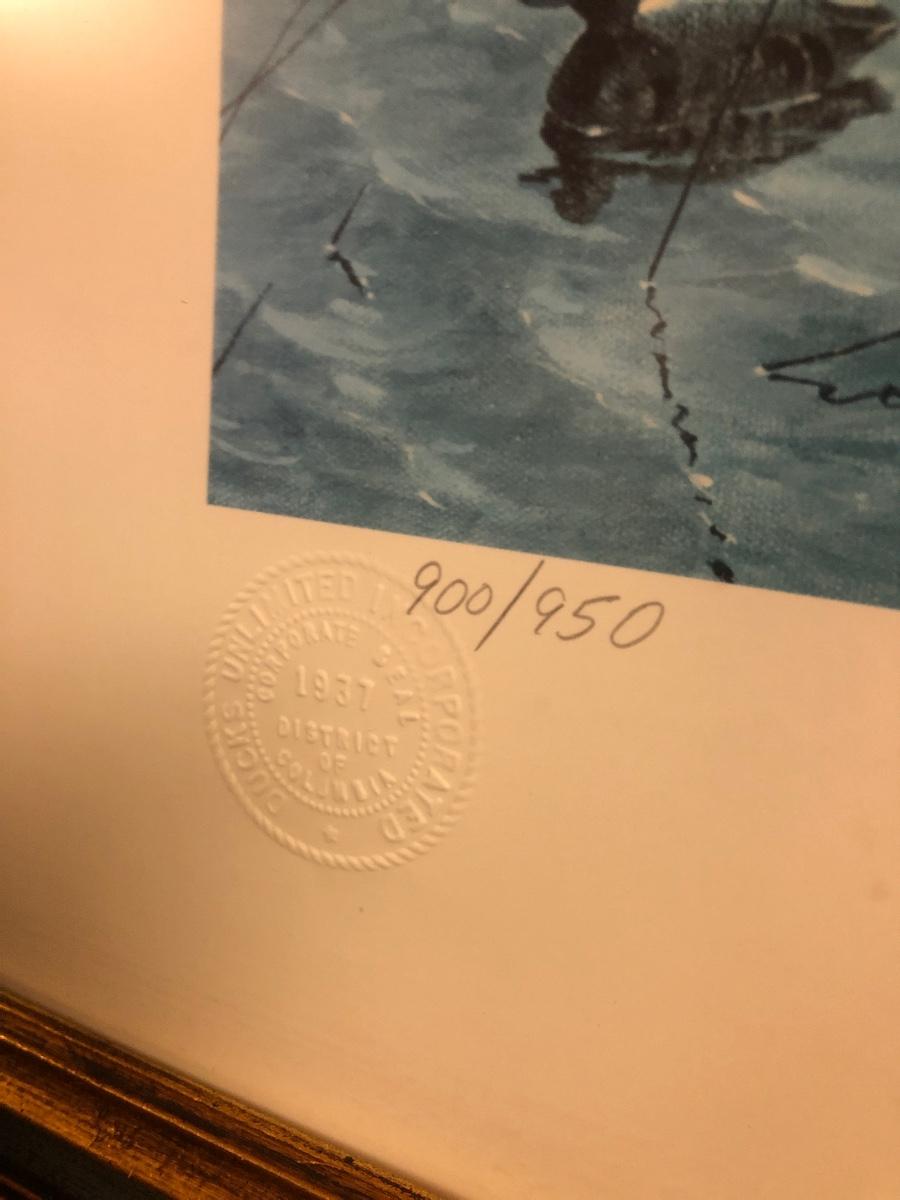 900/950
DUCKS UNLIMITED INCORPORATED
CORPORATE SEAL
1937
DISTRICT
OF
COLUMBIA